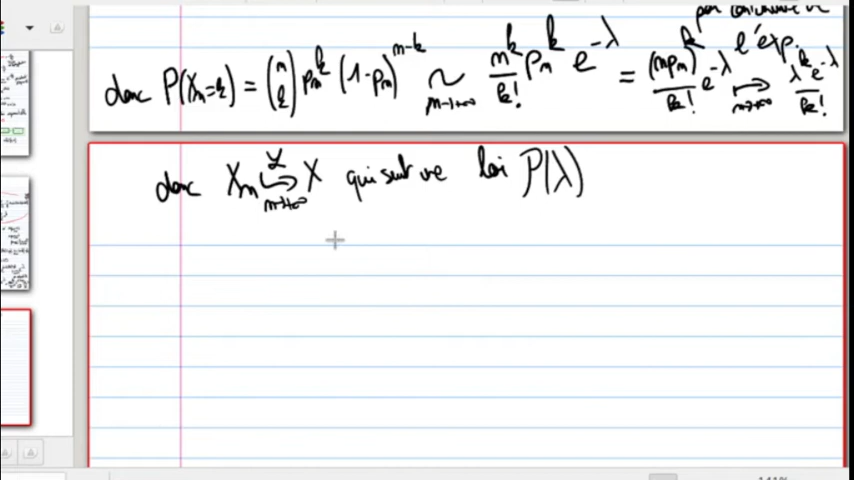 par continuité de
l'exp.
donc P(Xn=k) = (n k) pn^k (1-pn)^n-k ~ n→+∞ n^k/k! pn^k e^-λ = (npn)^k/k! e^-λ ↦ n→+∞ λ^k e^-λ/k!
donc Xn ↪ ℒ n→+∞ X qui suit une loi P(λ)